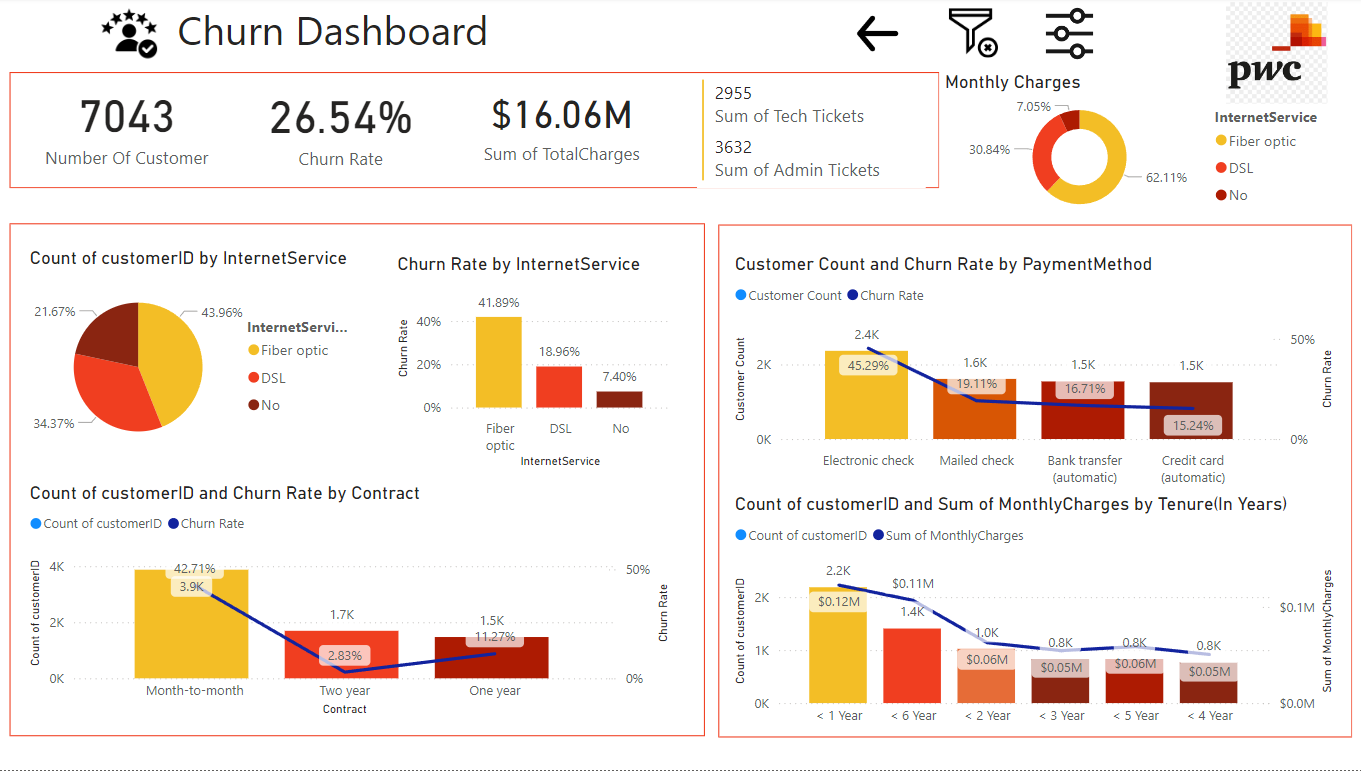 Churn Dashboard
pwc
7043
Number Of Customer
26.54%
Churn Rate
$16.06M
Sum of TotalCharges
2955
Sum of Tech Tickets
3632
Sum of Admin Tickets
Monthly Charges
7.05%
30.84%
62.11%
InternetService
Fiber optic
DSL
No
Count of customerID by InternetService
21.67%
43.96%
34.37%
InternetServi...
Fiber optic
DSL
No
Churn Rate by InternetService
Churn Rate
40%
20%
0%
41.89%
18.96%
7.40%
Fiber
optic
DSL
No
InternetService
Count of customerID and Churn Rate by Contract
Count of customerID
Churn Rate
Count of customerID
4K
2K
0K
42.71%
3.9K
1.7K
2.83%
1.5K
11.27%
50%
0%
Churn Rate
Month-to-month
Two year
One year
Contract
Customer Count and Churn Rate by PaymentMethod
Customer Count
Churn Rate
Customer Count
2K
0K
2.4K
45.29%
1.6K
19.11%
1.5K
16.71%
1.5K
15.24%
50%
0%
Churn Rate
Electronic check
Mailed check
Bank transfer
(automatic)
Credit card
(automatic)
Count of customerID and Sum of MonthlyCharges by Tenure(In Years)
Count of customerID
Sum of MonthlyCharges
Count of customerID
2K
1K
0K
2.2K
$0.12M
$0.11M
1.4K
1.0K
$0.06M
0.8K
$0.05M
0.8K
$0.06M
0.8K
$0.05M
$0.1M
$0.0M
Sum of MonthlyCharges
< 1 Year
< 6 Year
< 2 Year
< 3 Year
< 5 Year
< 4 Year